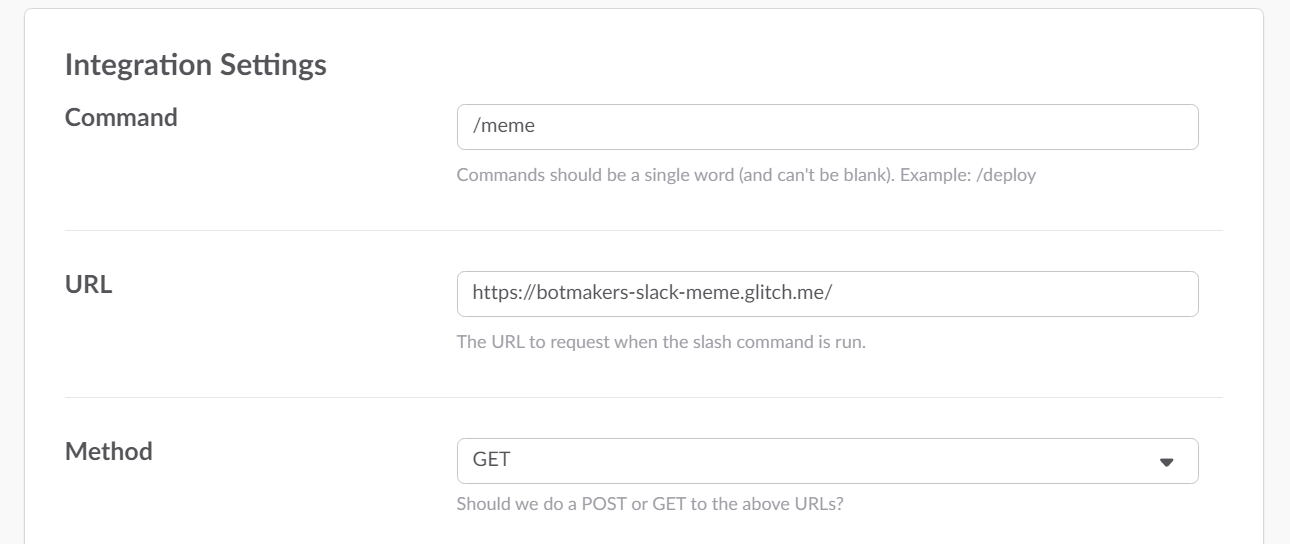 Integration Settings
Command
/meme
Commands should be a single word (and can't be blank). Example: /deploy
URL
https://botmakers-slack-meme.glitch.me/
The URL to request when the slash command is run.
Method
GET
Should we do a POST or GET to the above URLs?